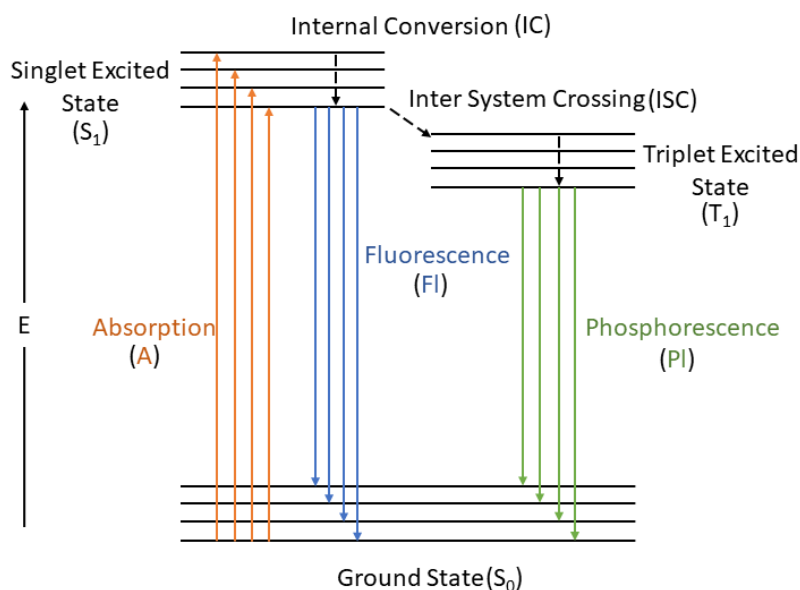 Internal Conversion (IC)
Singlet Excited
State
(S₁)
Inter System Crossing (ISC)
Triplet Excited
State
(T₁)
Fluorescence
(Fl)
E
Absorption
(A)
Phosphorescence
(Pl)
Ground State (S₀)